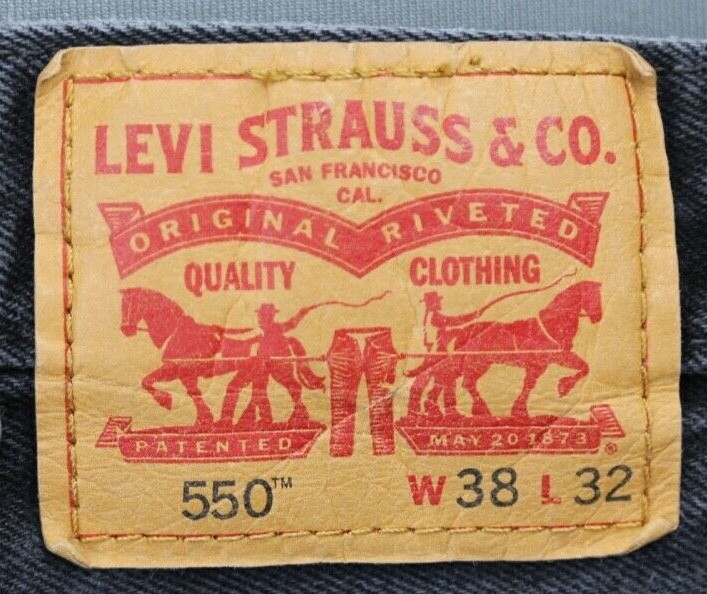 LEVI STRAUSS & CO.
SAN FRANCISCO
CAL.
ORIGINAL RIVETED
QUALITY CLOTHING
PATENTED MAY 20 1873 ®
550™ W 38 L 32